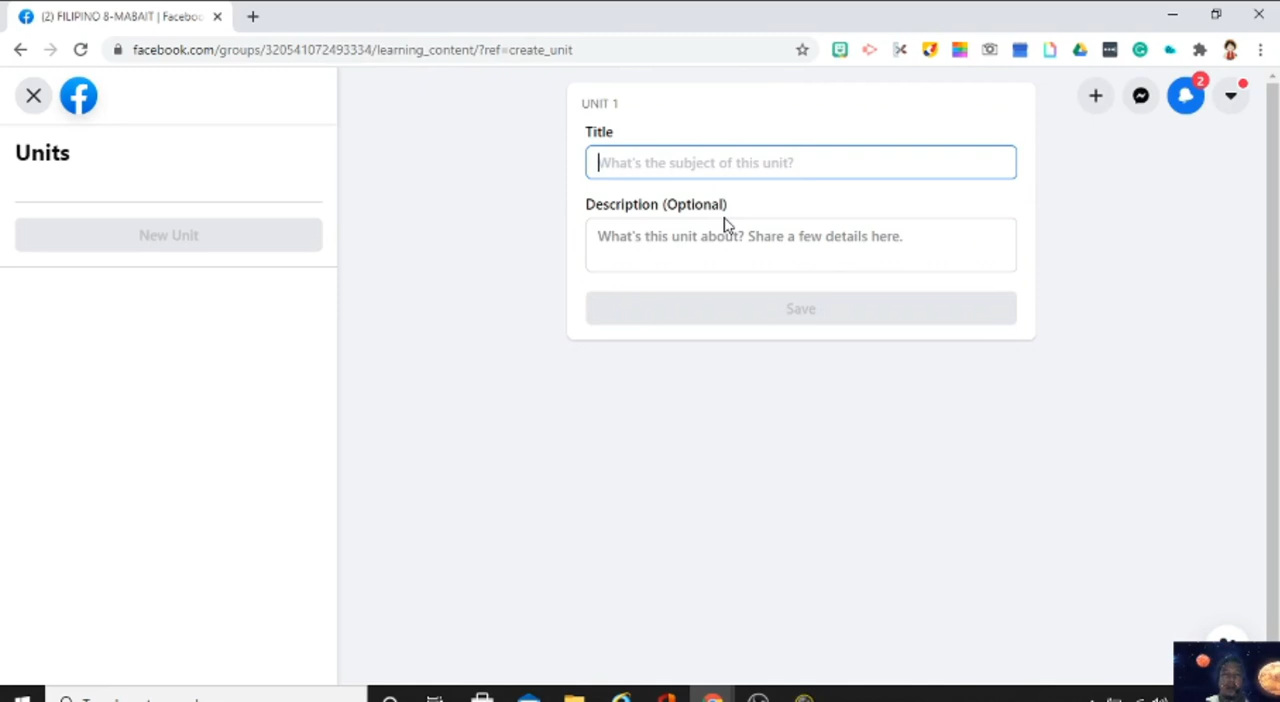 (2) FILIPINO 8-MABAIT | Faceboo
facebook.com/groups/320541072493334/learning_content/?ref=create_unit
2
Units
New Unit
UNIT 1
Title
What's the subject of this unit?
Description (Optional)
What's this unit about? Share a few details here.
Save